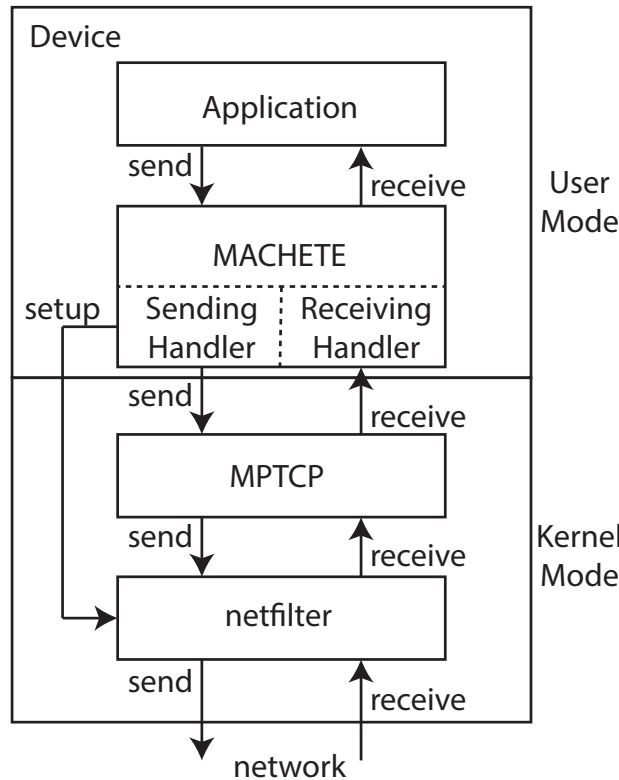 Device
Application
send
receive
User
Mode
MACHETE
setup
Sending
Handler
Receiving
Handler
send
receive
MPTCP
send
receive
Kernel
Mode
netfilter
send
receive
network